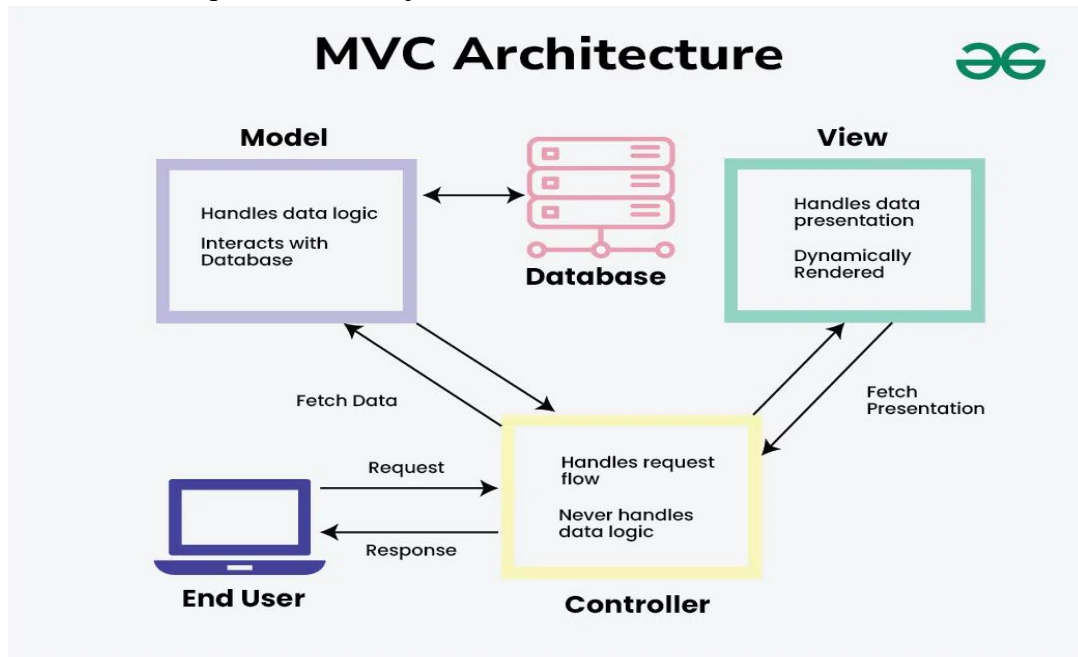 MVC Architecture
Model
View
Handles data logic
Interacts with
Database
Database
Handles data
presentation
Dynamically
Rendered
Fetch Data
Fetch
Presentation
Request
Response
Handles request
flow
Never handles
data logic
End User
Controller